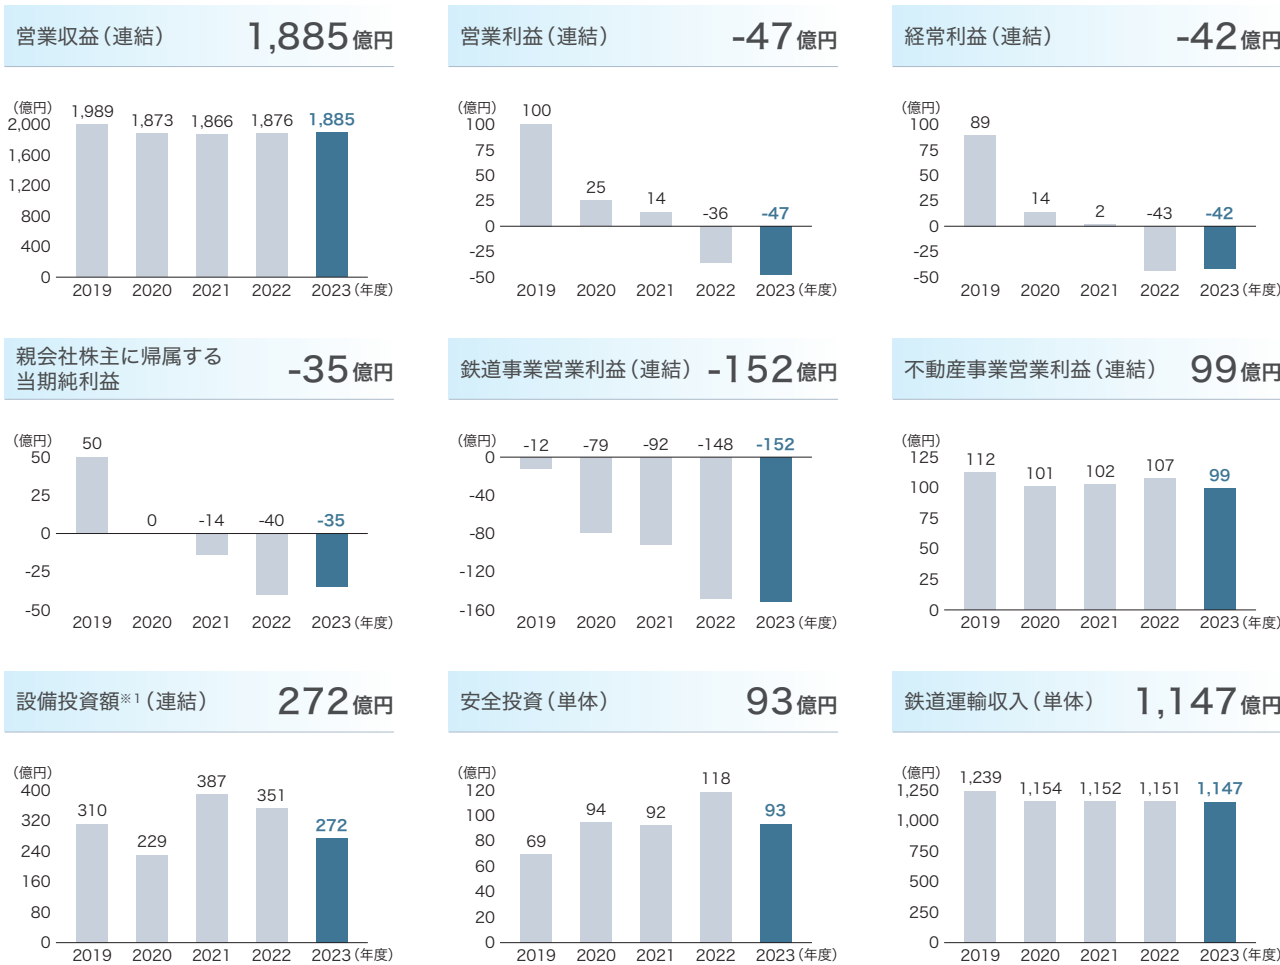 営業収益（連結） 1,885億円
（億円）
2,000
1,600
1,200
800
400
0
1,989 1,873 1,866 1,876 1,885
2019 2020 2021 2022 2023（年度）
営業利益（連結） -47億円
（億円）
100
75
50
25
0
-25
-50
100 25 14 -36 -47
2019 2020 2021 2022 2023（年度）
経常利益（連結） -42億円
（億円）
100
75
50
25
0
-25
-50
89 14 2 -43 -42
2019 2020 2021 2022 2023（年度）
親会社株主に帰属する
当期純利益 -35億円
（億円）
50
25
0
-25
-50
50 0 -14 -40 -35
2019 2020 2021 2022 2023（年度）
鉄道事業営業利益（連結） -152億円
（億円）
0
-40
-80
-120
-160
-12 -79 -92 -148 -152
2019 2020 2021 2022 2023（年度）
不動産事業営業利益（連結） 99億円
（億円）
125
100
75
50
25
0
112 101 102 107 99
2019 2020 2021 2022 2023（年度）
設備投資額※1（連結） 272億円
（億円）
400
320
240
160
80
0
310 229 387 351 272
2019 2020 2021 2022 2023（年度）
安全投資（単体） 93億円
（億円）
120
100
80
60
40
20
0
69 94 92 118 93
2019 2020 2021 2022 2023（年度）
鉄道運輸収入（単体） 1,147億円
（億円）
1,250
1,000
750
500
250
0
1,239 1,154 1,152 1,151 1,147
2019 2020 2021 2022 2023（年度）